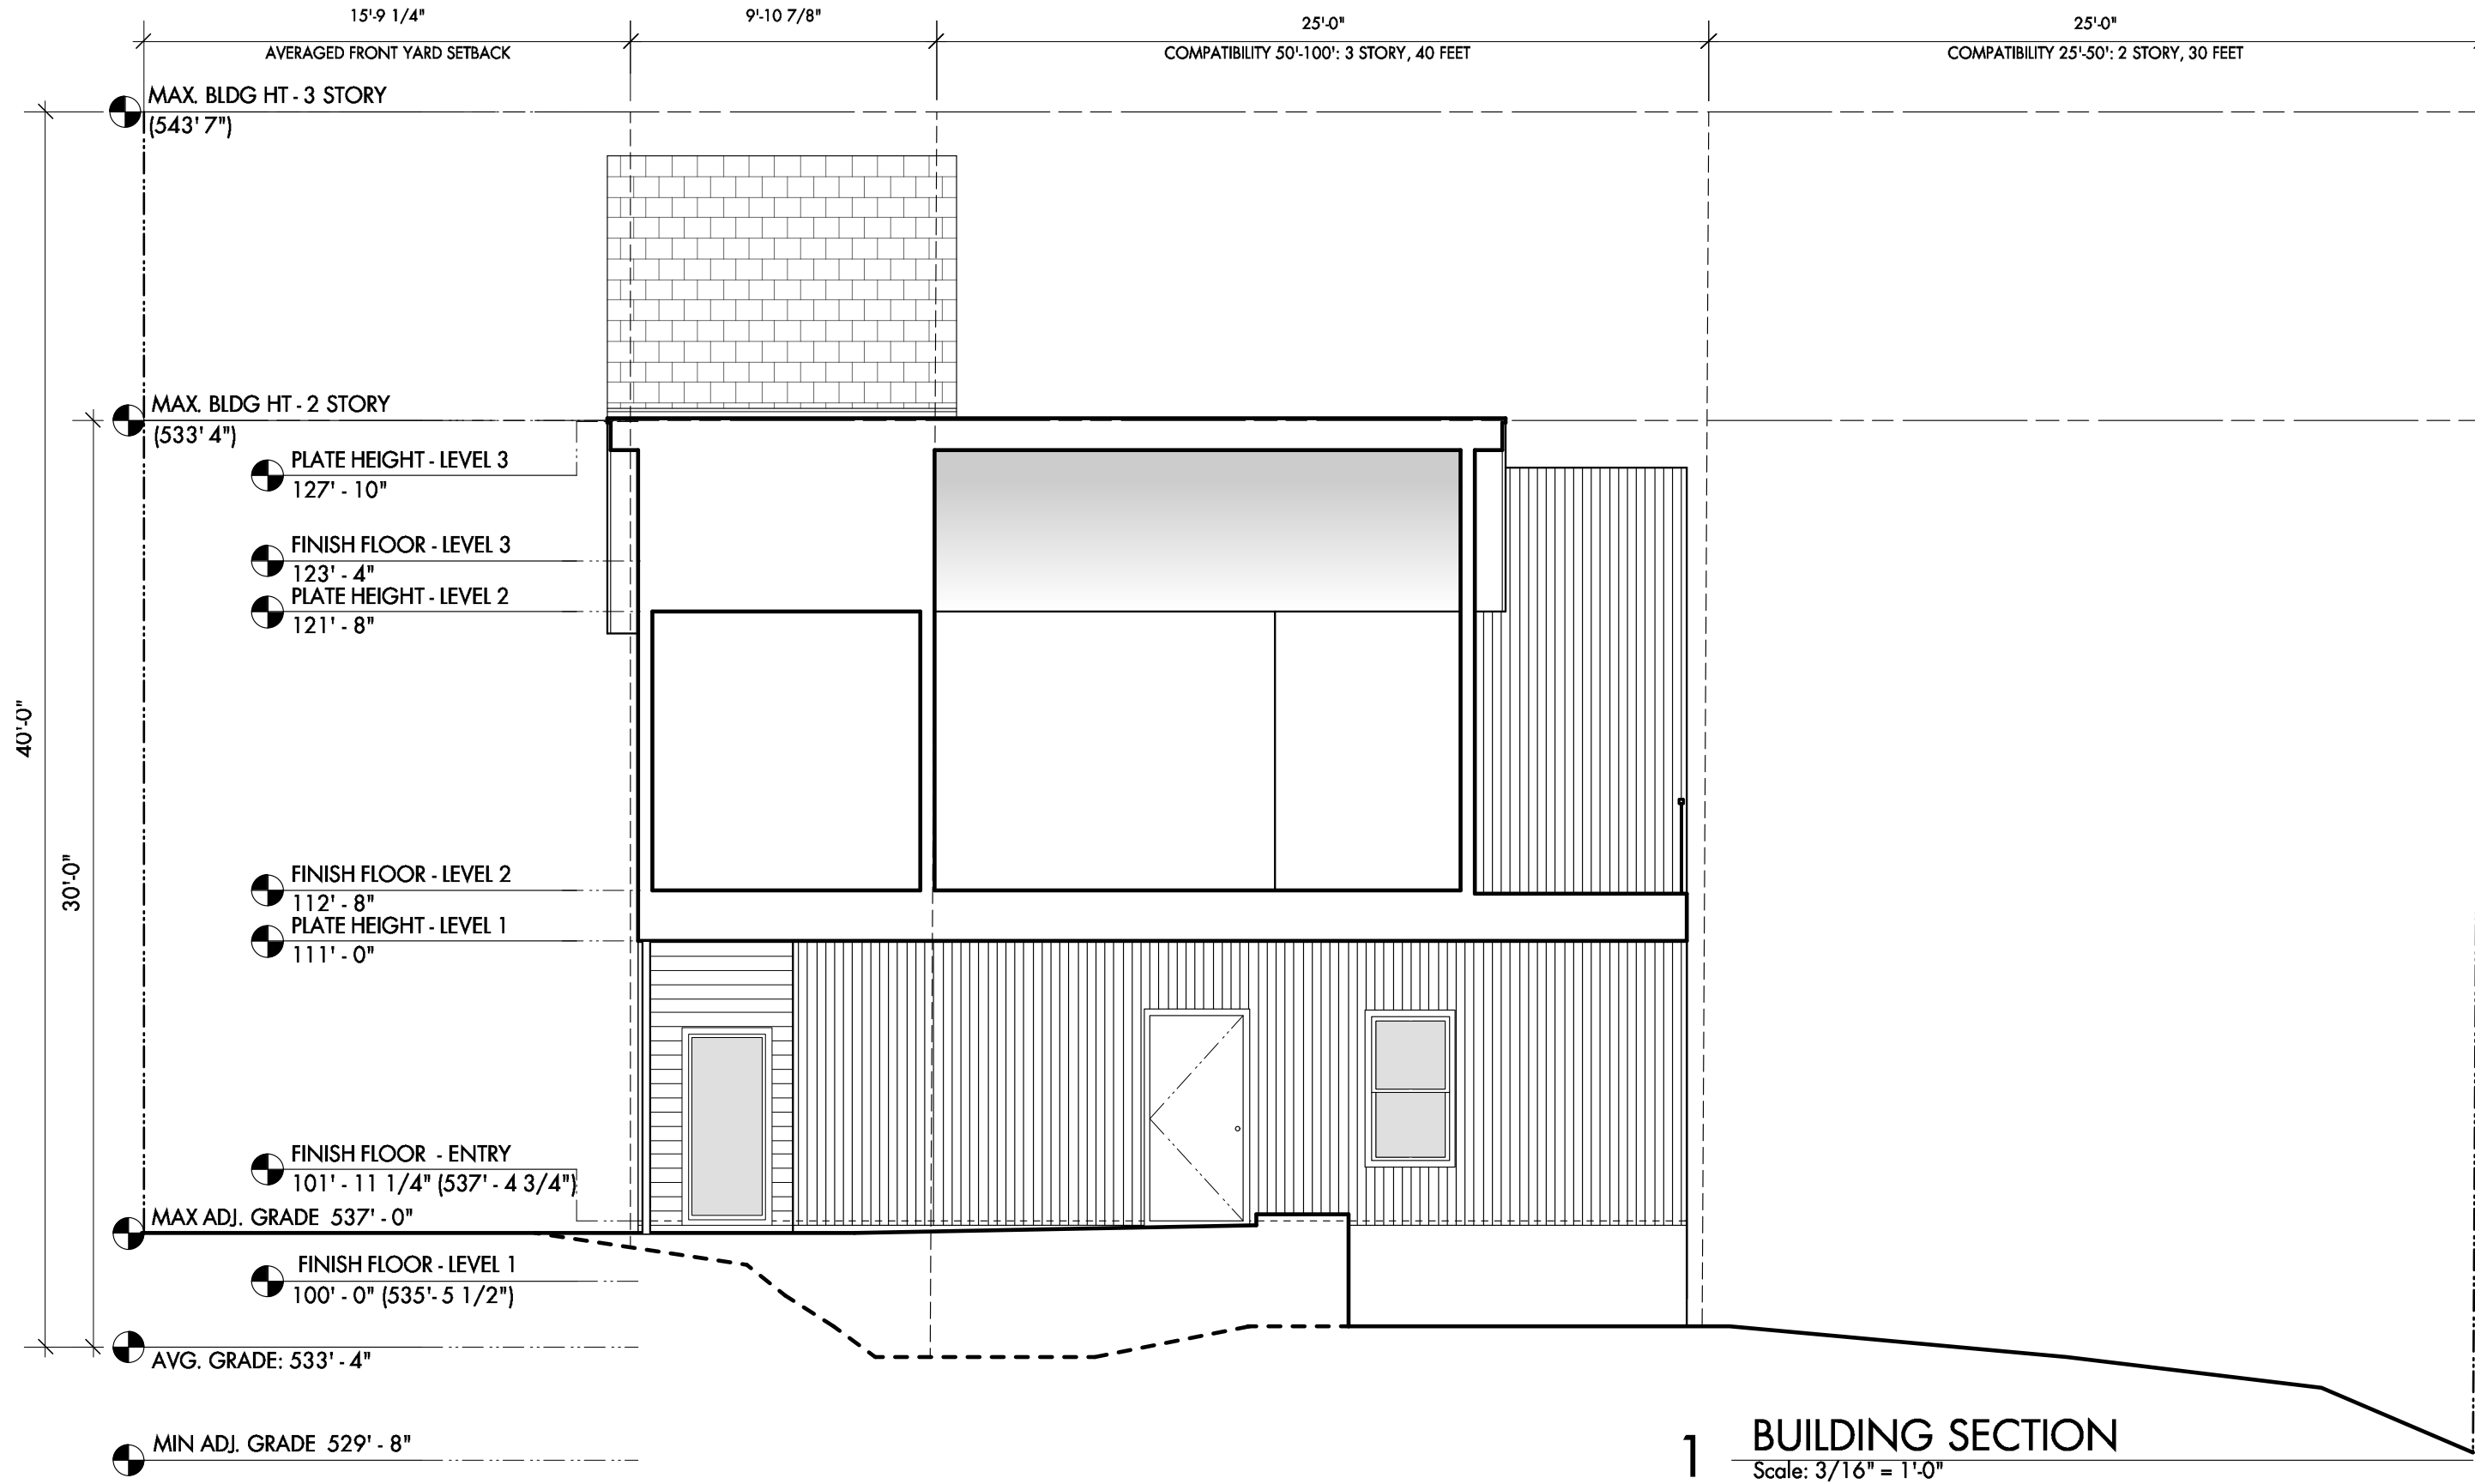 15'-9 1/4"
9'-10 7/8"
25'-0"
25'-0"
AVERAGED FRONT YARD SETBACK
COMPATIBILITY 50'-100': 3 STORY, 40 FEET
COMPATIBILITY 25'-50': 2 STORY, 30 FEET
MAX. BLDG HT - 3 STORY
(543' 7")
MAX. BLDG HT - 2 STORY
(533' 4")
PLATE HEIGHT - LEVEL 3
127' - 10"
FINISH FLOOR - LEVEL 3
123' - 4"
PLATE HEIGHT - LEVEL 2
121' - 8"
40'-0"
30'-0"
FINISH FLOOR - LEVEL 2
112' - 8"
PLATE HEIGHT - LEVEL 1
111' - 0"
FINISH FLOOR - ENTRY
101' - 11 1/4" (537' - 4 3/4")
MAX ADJ. GRADE 537' - 0"
FINISH FLOOR - LEVEL 1
100' - 0" (535'- 5 1/2")
AVG. GRADE: 533' - 4"
MIN ADJ. GRADE 529' - 8"
1 BUILDING SECTION
Scale: 3/16" = 1'-0"